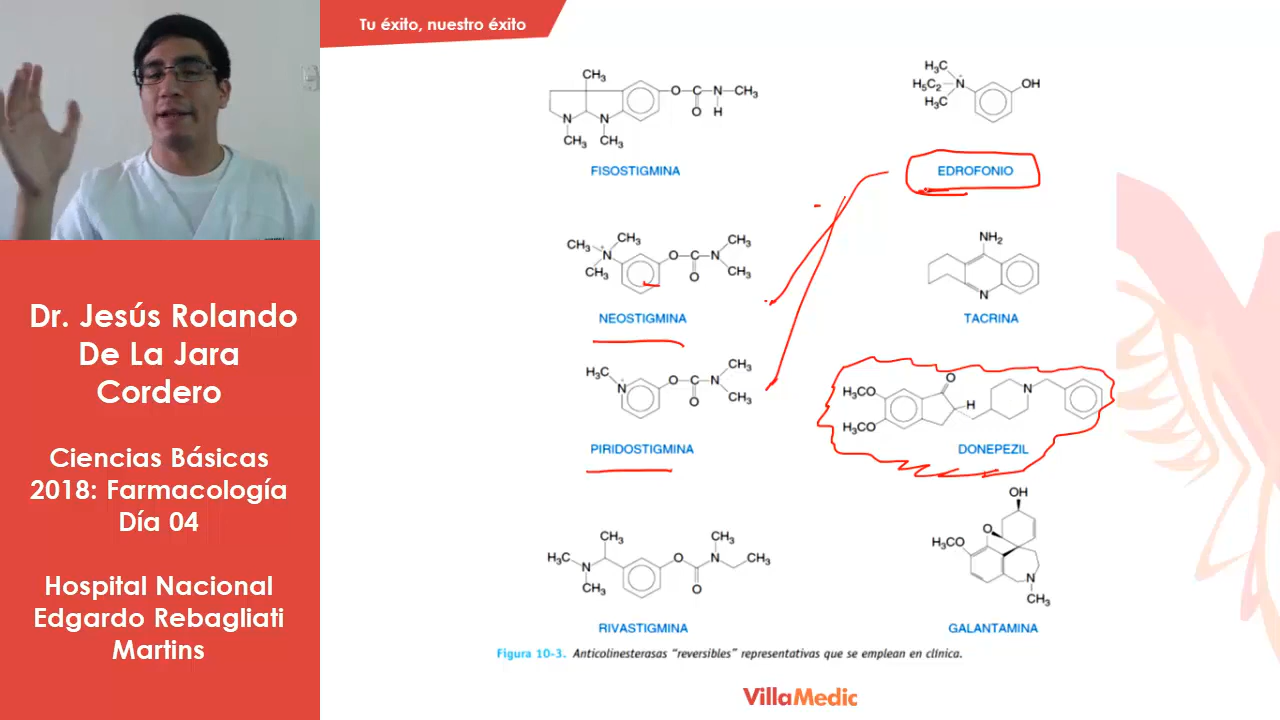 Tu éxito, nuestro éxito
Dr. Jesús Rolando
De La Jara
Cordero
Ciencias Básicas
2018: Farmacología
Día 04
Hospital Nacional
Edgardo Rebagliati
Martins
CH₃
O C N CH₃
O H
N N
CH₃ CH₃
FISOSTIGMINA
H₃C
H₅C₂ N⁺ OH
H₃C
EDROFONIO
CH₃ CH₃ CH₃
N⁺ O C N
CH₃ O CH₃
NEOSTIGMINA
NH₂
N
TACRINA
H₃C CH₃
N⁺ O C N
O CH₃
PIRIDOSTIGMINA
O
H₃CO N
H
H₃CO
DONEPEZIL
CH₃ CH₃
H₃C O N CH₃
N
CH₃ O
RIVASTIGMINA
OH
O
H₃CO
N
CH₃
GALANTAMINA
Figura 10-3. Anticolinesterasas “reversibles” representativas que se emplean en clínica.
VillaMedic